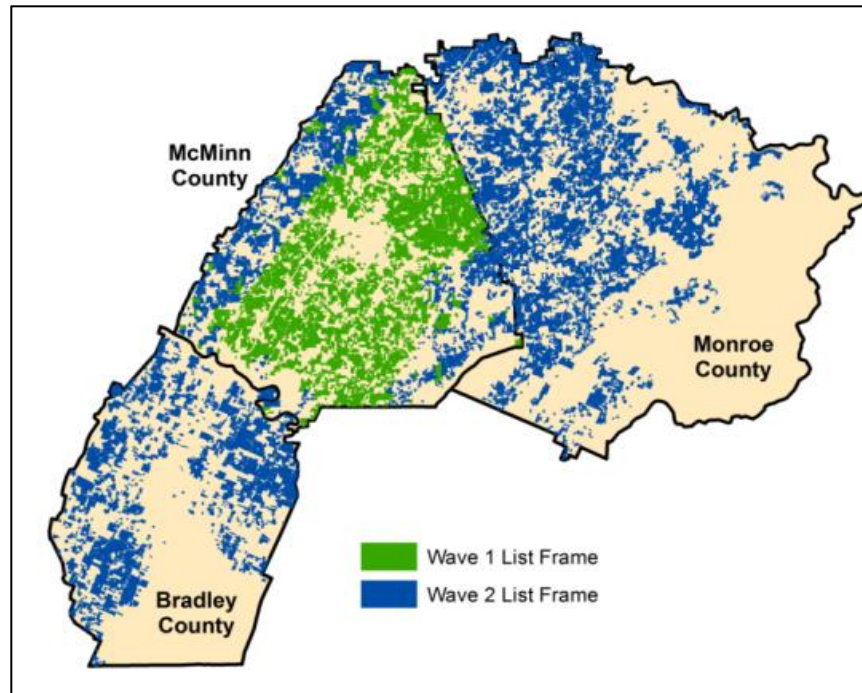 McMinn
County
Monroe
County
Wave 1 List Frame
Wave 2 List Frame
Bradley
County